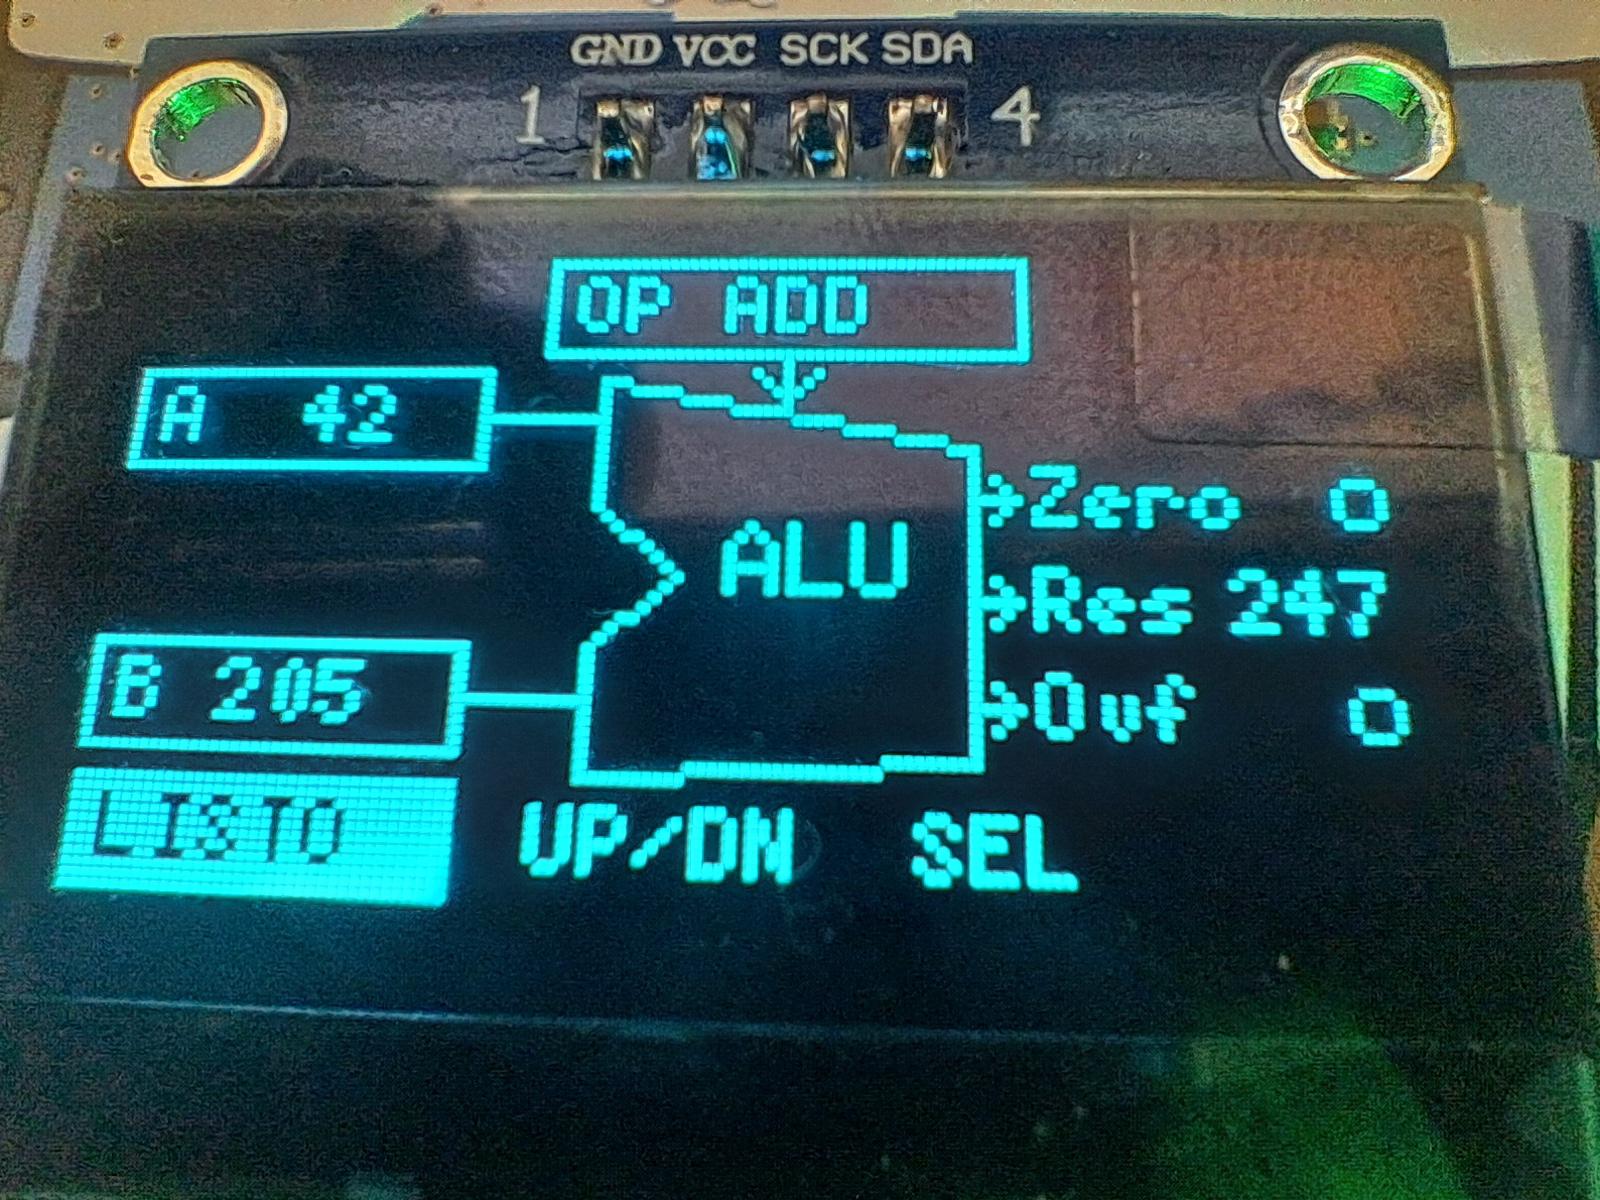 GND VCC SCK SDA
1 4
OP ADD
A 42
Zero 0
ALU
Res 247
B 205
Ovf 0
LISTO UP/DN SEL